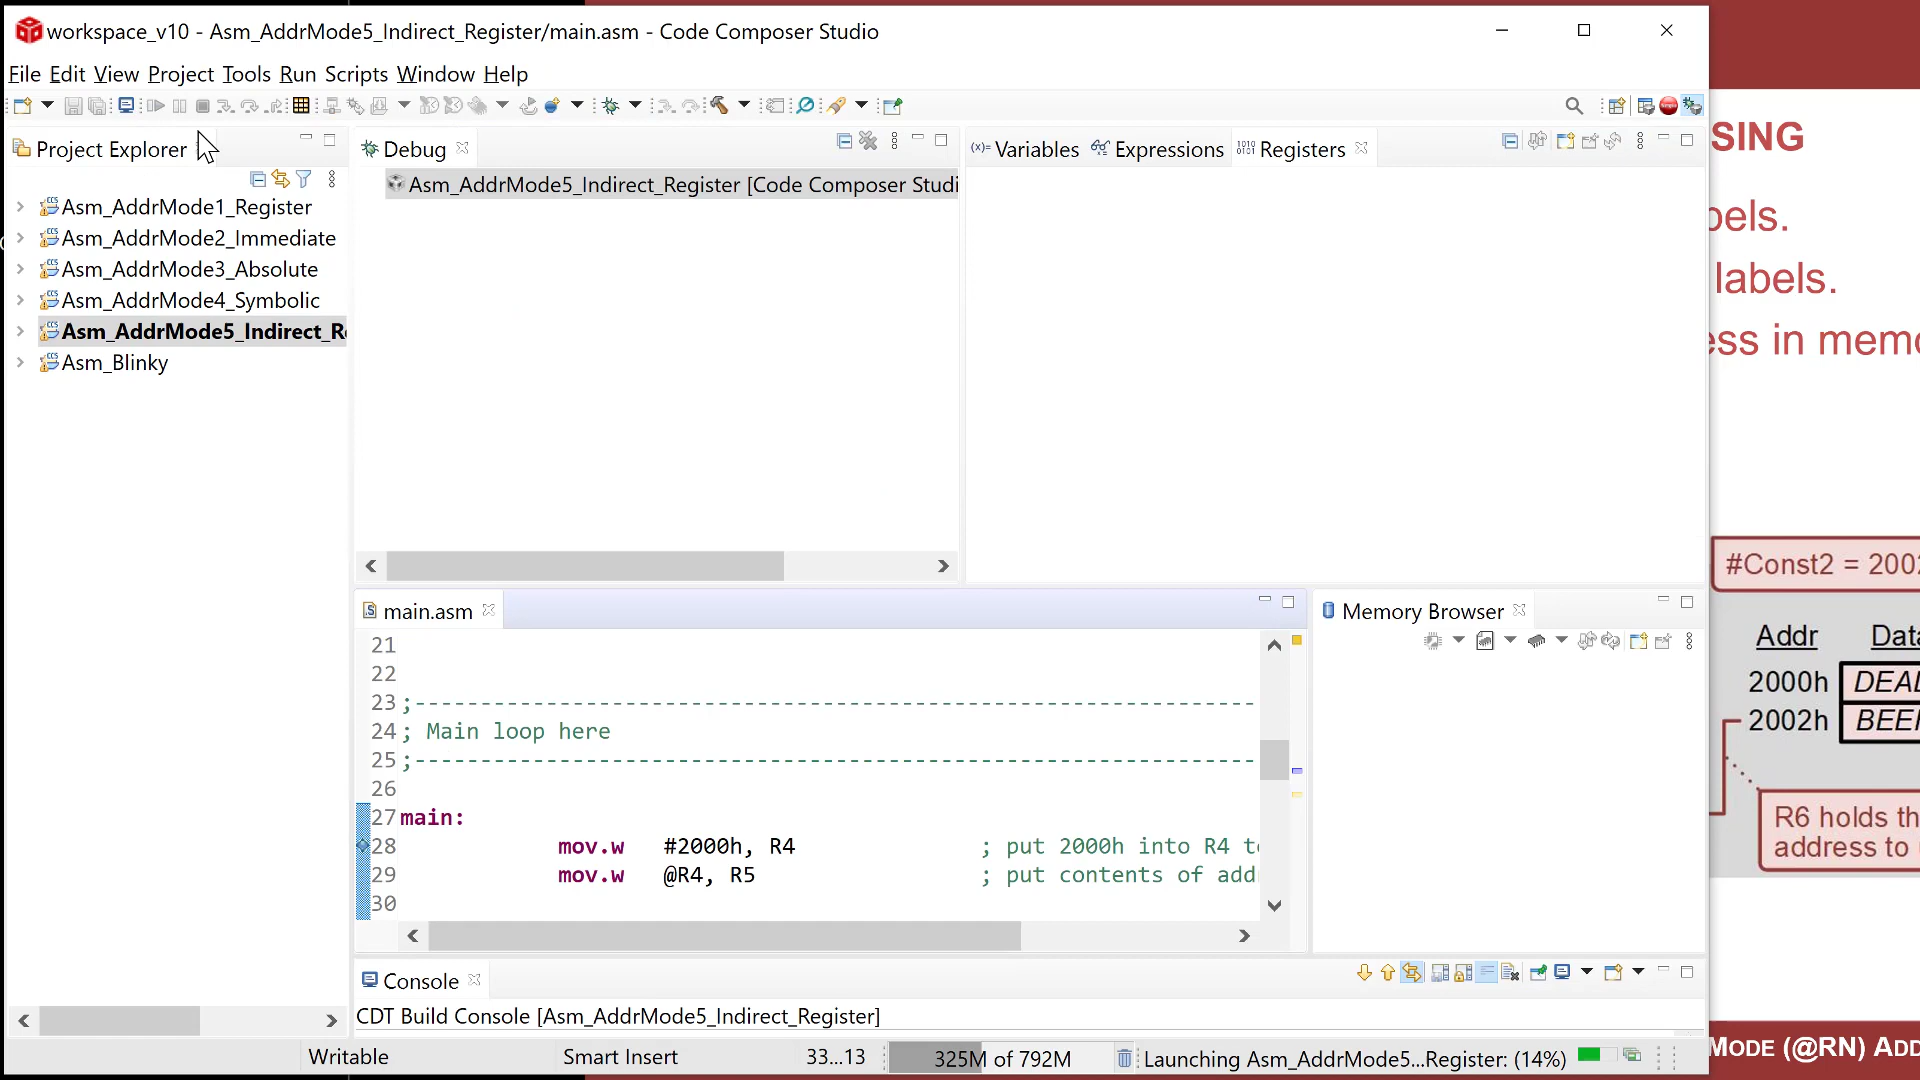 workspace_v10 - Asm_AddrMode5_Indirect_Register/main.asm - Code Composer Studio
File Edit View Project Tools Run Scripts Window Help
Project Explorer
Asm_AddrMode1_Register
Asm_AddrMode2_Immediate
Asm_AddrMode3_Absolute
Asm_AddrMode4_Symbolic
Asm_AddrMode5_Indirect_R
Asm_Blinky
Debug
Asm_AddrMode5_Indirect_Register [Code Composer Studi
(x)= Variables Expressions Registers
main.asm
21
22
23 ;-----------------------------------------------------------------------
24 ; Main loop here
25 ;-----------------------------------------------------------------------
26
27 main:
28 mov.w #2000h, R4 ; put 2000h into R4 t
29 mov.w @R4, R5 ; put contents of add
30
Memory Browser
Console
CDT Build Console [Asm_AddrMode5_Indirect_Register]
Writable Smart Insert 33...13 325M of 792M Launching Asm_AddrMode5...Register: (14%)
SING
bels.
labels.
ess in mem
#Const2 = 200
Addr Data
2000h DEA
2002h BEE
R6 holds th
address to
MODE (@RN) ADD